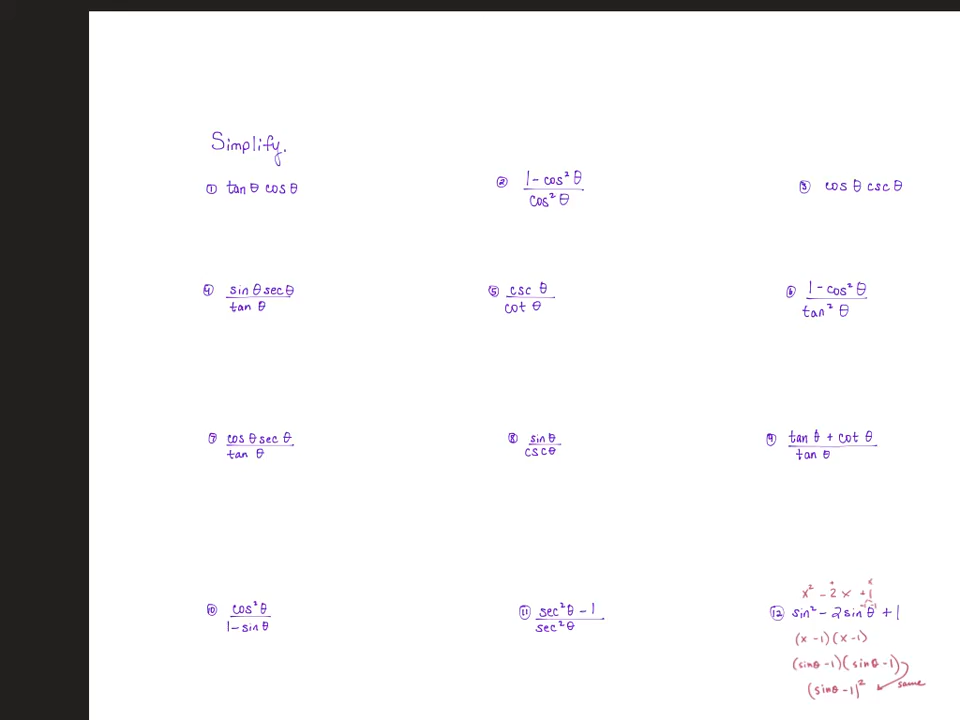 Simplify.
① tan θ cos θ
② 1 - cos² θ / cos² θ
③ cos θ csc θ
④ sin θ sec θ / tan θ
⑤ csc θ / cot θ
⑥ 1 - cos² θ / tan² θ
⑦ cos θ sec θ / tan θ
⑧ sin θ / csc θ
⑨ tan θ + cot θ / tan θ
x² - 2x + 1
⑩ cos² θ / 1 - sin θ
⑪ sec² θ - 1 / sec² θ
⑫ sin² - 2 sin θ + 1
(x - 1)(x - 1)
(sin θ - 1)(sin θ - 1)
(sin θ - 1)² same